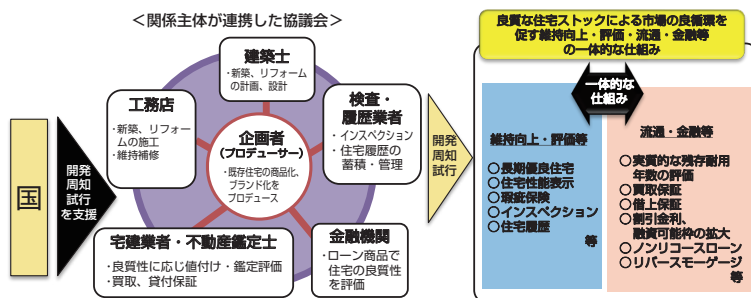 ＜関係主体が連携した協議会＞
国
開発
周知
試行
を支援
建築士
・新築、リフォーム
の計画、設計
工務店
・新築、リフォー
ムの施工
・維持補修
検査・
履歴業者
・インスペクション
・住宅履歴の
蓄積・管理
企画者
（プロデューサー）
・既存住宅の商品化、
ブランド化を
プロデュース
宅建業者・不動産鑑定士
・良質性に応じ値付け・鑑定評価
・買取、貸付保証
金融機関
・ローン商品で
住宅の良質性
を評価
開発
周知
試行
良質な住宅ストックによる市場の良循環を
促す維持向上・評価・流通・金融等
の一体的な仕組み
一体的な
仕組み
維持向上・評価等
○長期優良住宅
○住宅性能表示
○瑕疵保険
○インスペクション
○住宅履歴
等
流通・金融等
○実質的な残存耐用
年数の評価
○買取保証
○借上保証
○割引金利、
融資可能枠の拡大
○ノンリコースローン
○リバースモーゲージ
等